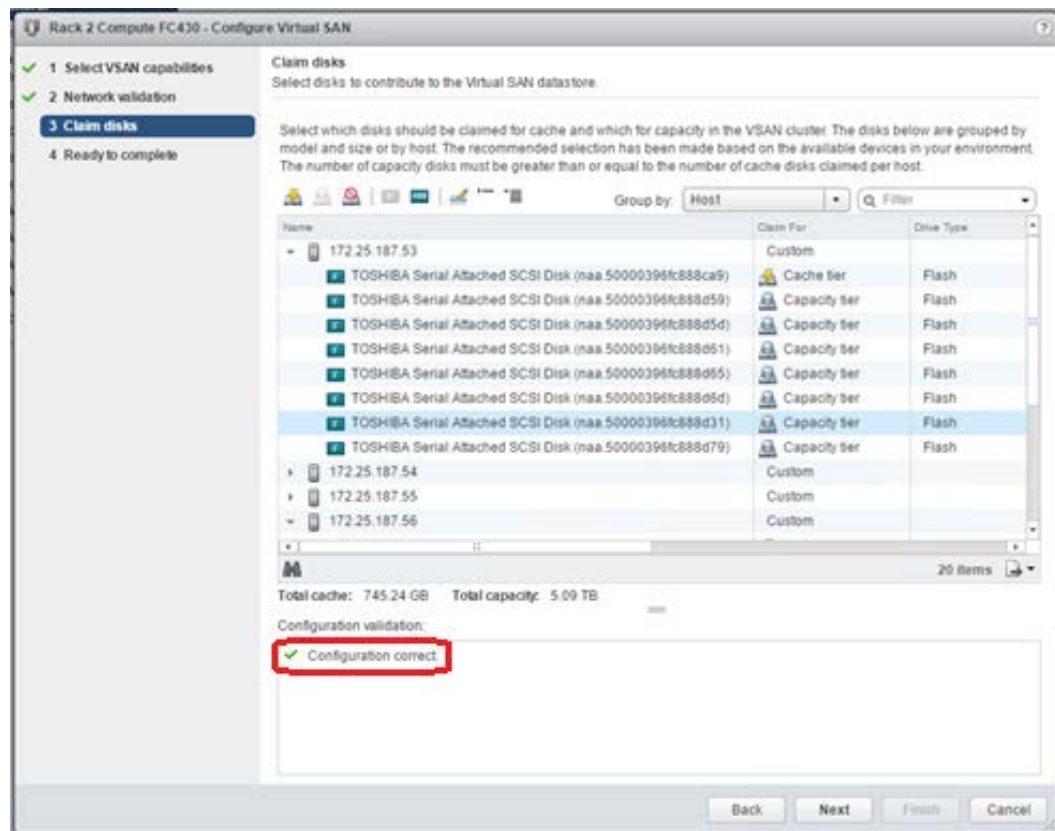 Rack 2 Compute FC430 - Configure Virtual SAN
1 Select VSAN capabilities
2 Network validation
3 Claim disks
4 Ready to complete
Claim disks
Select disks to contribute to the Virtual SAN datastore.
Select which disks should be claimed for cache and which for capacity in the VSAN cluster. The disks below are grouped by
model and size or by host. The recommended selection has been made based on the available devices in your environment.
The number of capacity disks must be greater than or equal to the number of cache disks claimed per host.
Group by: Host Filter
Name Claim For Drive Type
172.25.187.53 Custom
TOSHIBA Serial Attached SCSI Disk (naa.50000396fc888ca9) Cache tier Flash
TOSHIBA Serial Attached SCSI Disk (naa.50000396fc888d59) Capacity tier Flash
TOSHIBA Serial Attached SCSI Disk (naa.50000396fc888d5d) Capacity tier Flash
TOSHIBA Serial Attached SCSI Disk (naa.50000396fc888d61) Capacity tier Flash
TOSHIBA Serial Attached SCSI Disk (naa.50000396fc888d65) Capacity tier Flash
TOSHIBA Serial Attached SCSI Disk (naa.50000396fc888d6d) Capacity tier Flash
TOSHIBA Serial Attached SCSI Disk (naa.50000396fc888d31) Capacity tier Flash
TOSHIBA Serial Attached SCSI Disk (naa.50000396fc888d79) Capacity tier Flash
172.25.187.54 Custom
172.25.187.55 Custom
172.25.187.56 Custom
20 items
Total cache: 745.24 GB Total capacity: 5.09 TB
Configuration validation:
Configuration correct.
Back Next Finish Cancel